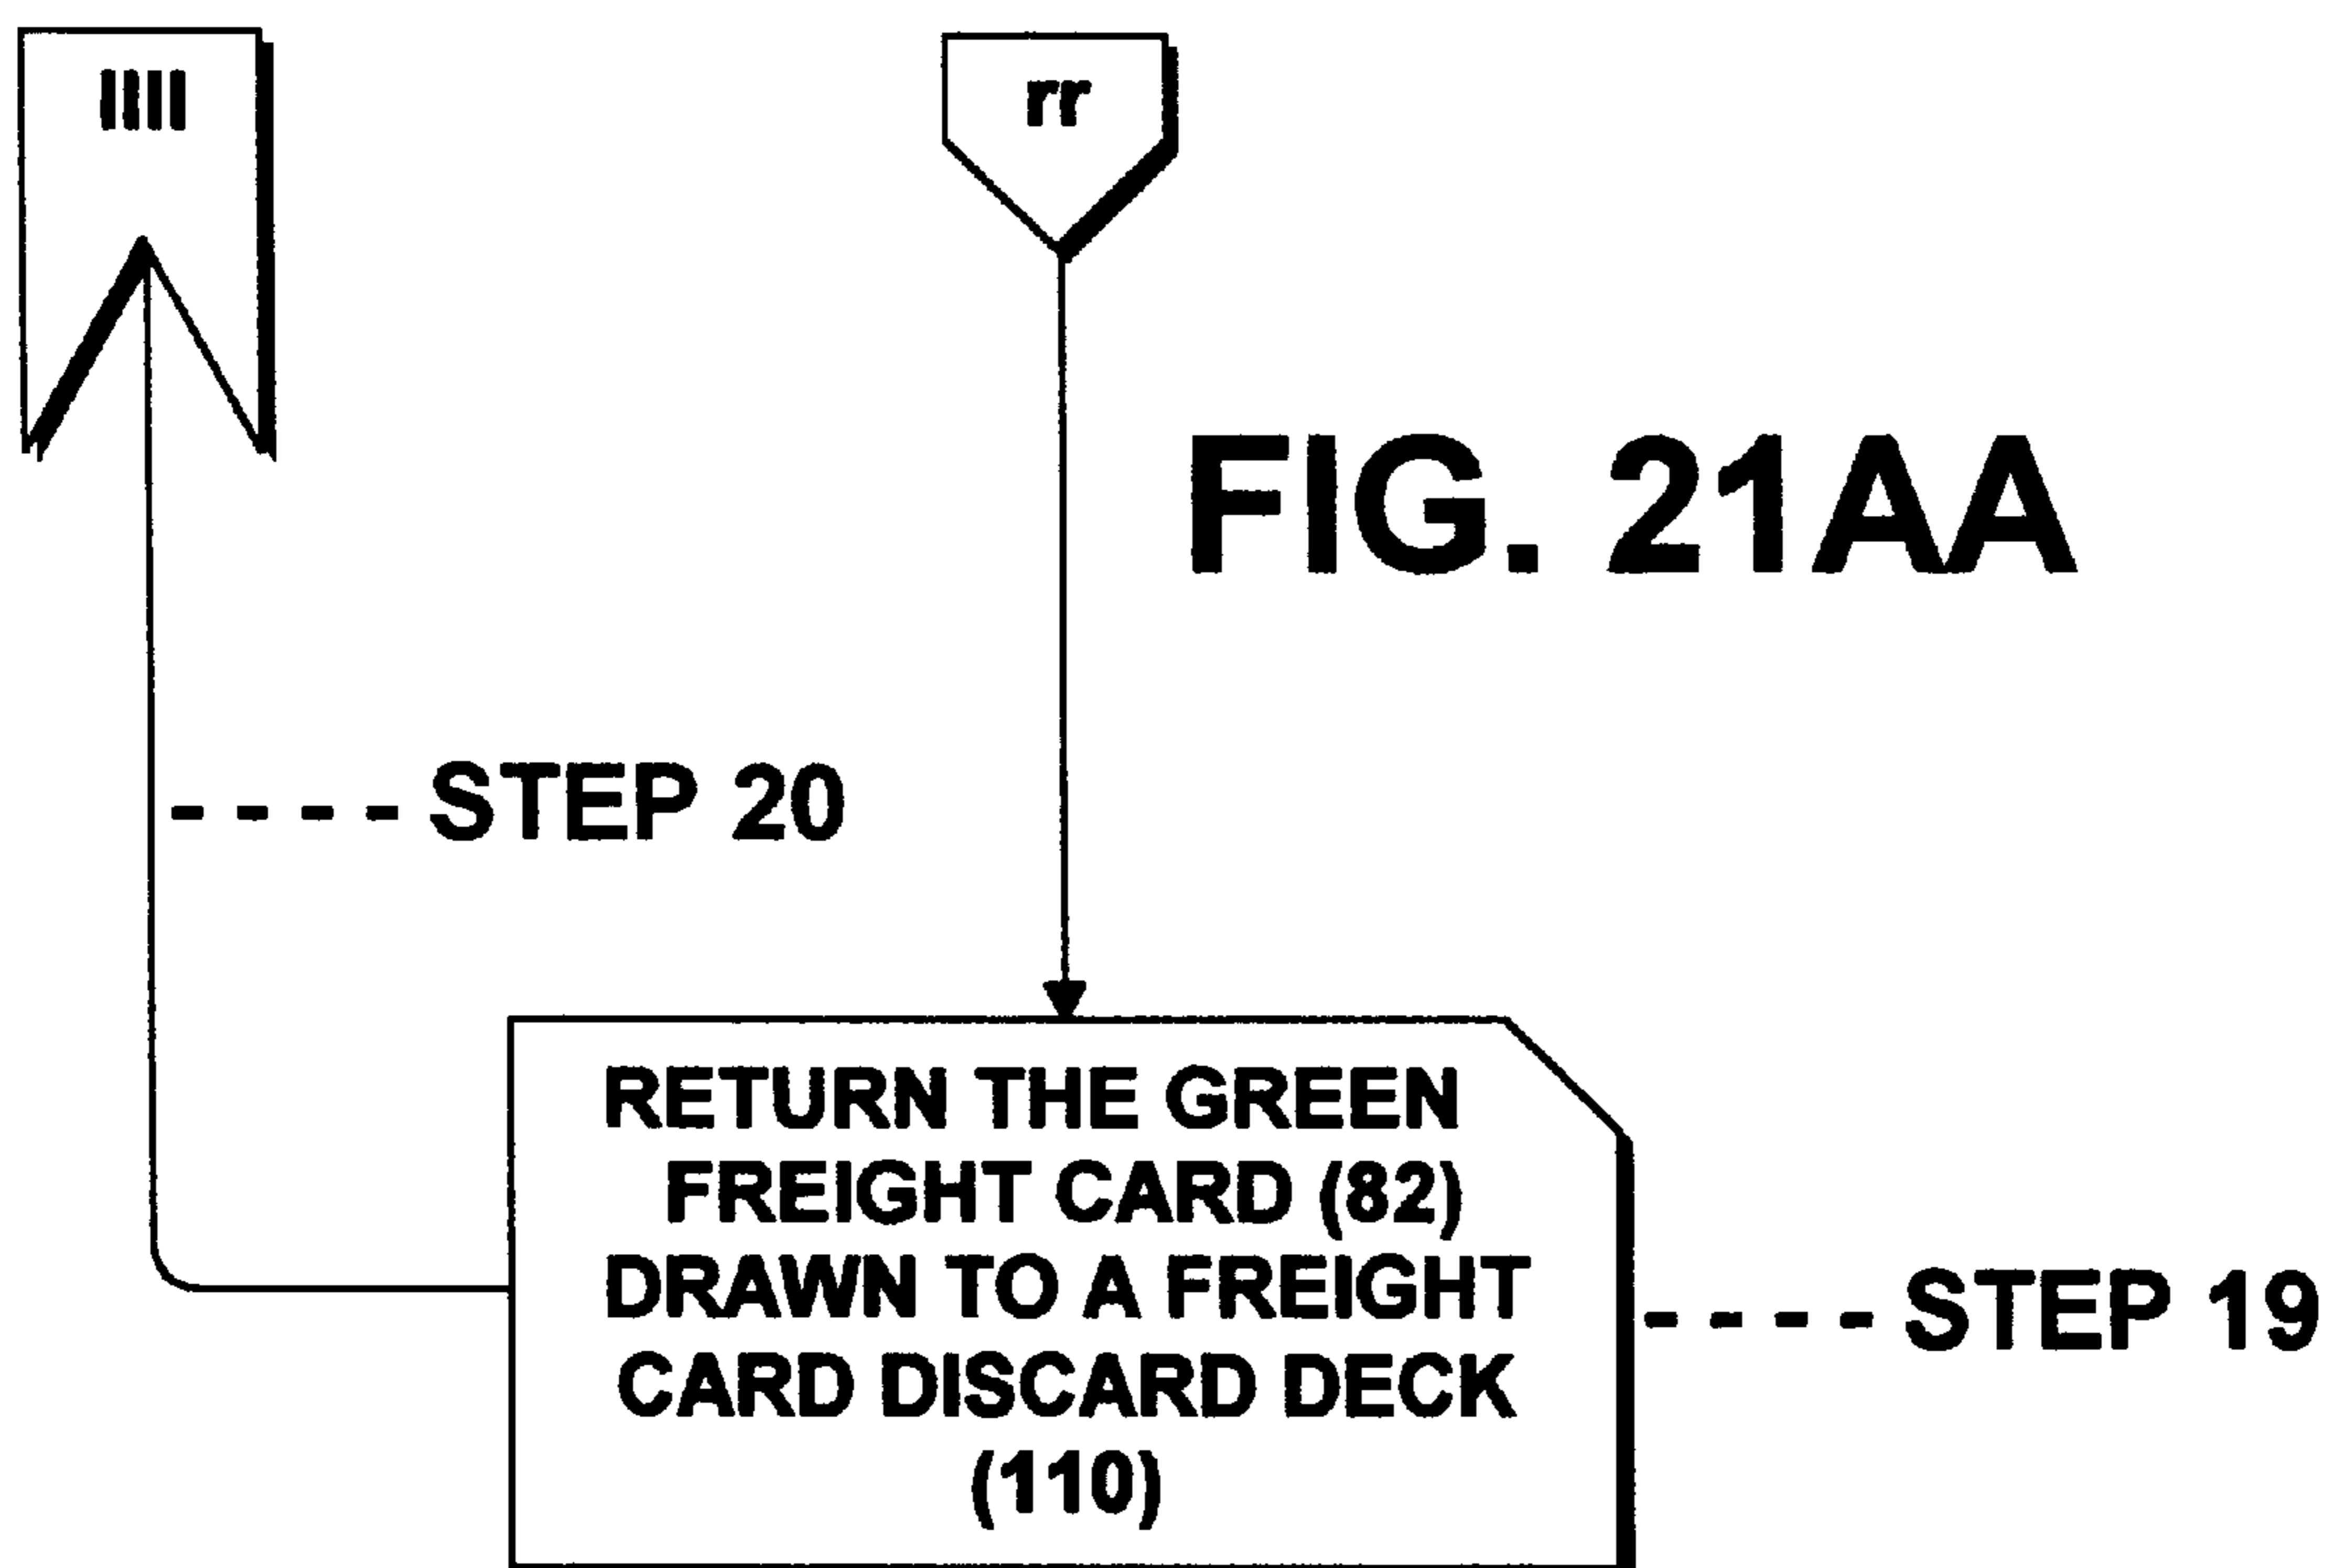 llll
rr
FIG. 21AA
- - - - STEP 20
RETURN THE GREEN
FREIGHT CARD (82)
DRAWN TO A FREIGHT
CARD DISCARD DECK
(110)
- - - - STEP 19